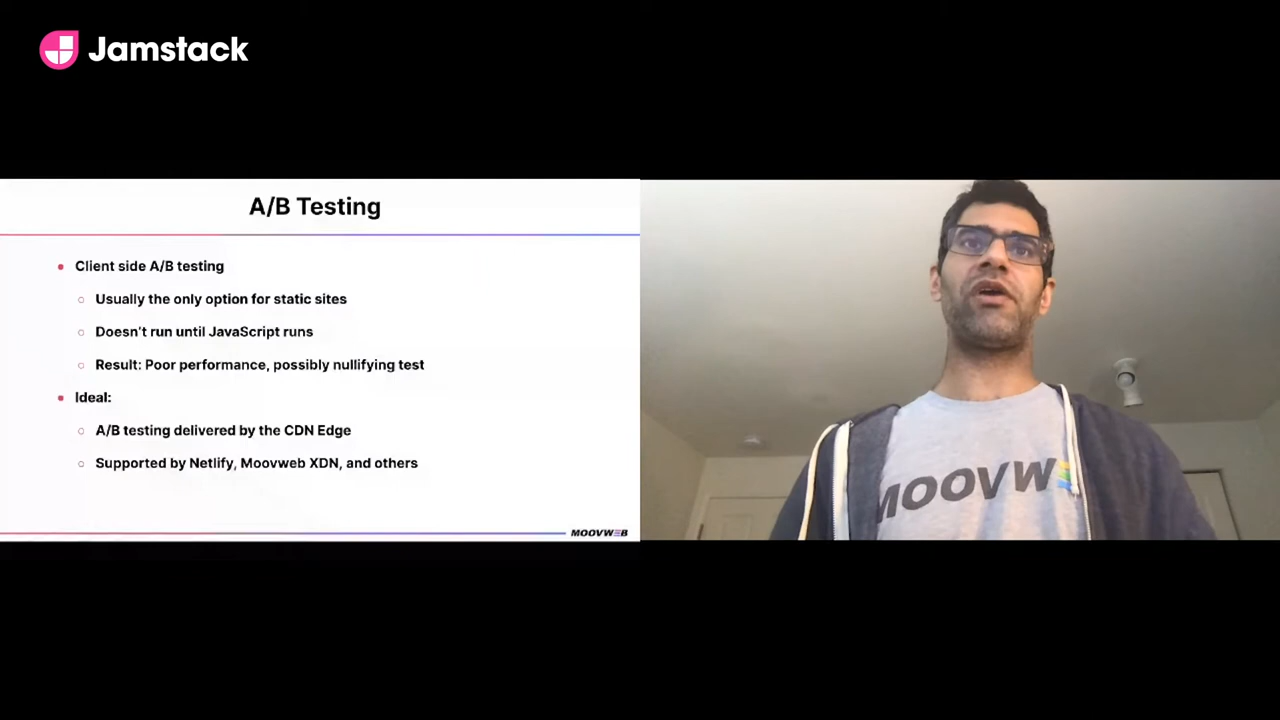 Jamstack
A/B Testing
Client side A/B testing
Usually the only option for static sites
Doesn't run until JavaScript runs
Result: Poor performance, possibly nullifying test
Ideal:
A/B testing delivered by the CDN Edge
Supported by Netlify, Moovweb XDN, and others
MOOVWEB
MOOVWE